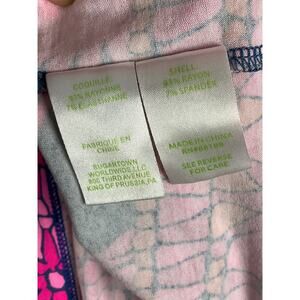 COQUILLE:
93% RAYONNE
7% ELASTHANNE
FABRIQUE EN
CHINE
SUGARTOWN
WORLDWIDE, LLC
800 THIRD AVENUE
KING OF PRUSSIA, PA
SHELL:
93% RAYON
7% SPANDEX
MADE IN CHINA
SEE REVERSE
FOR CARE